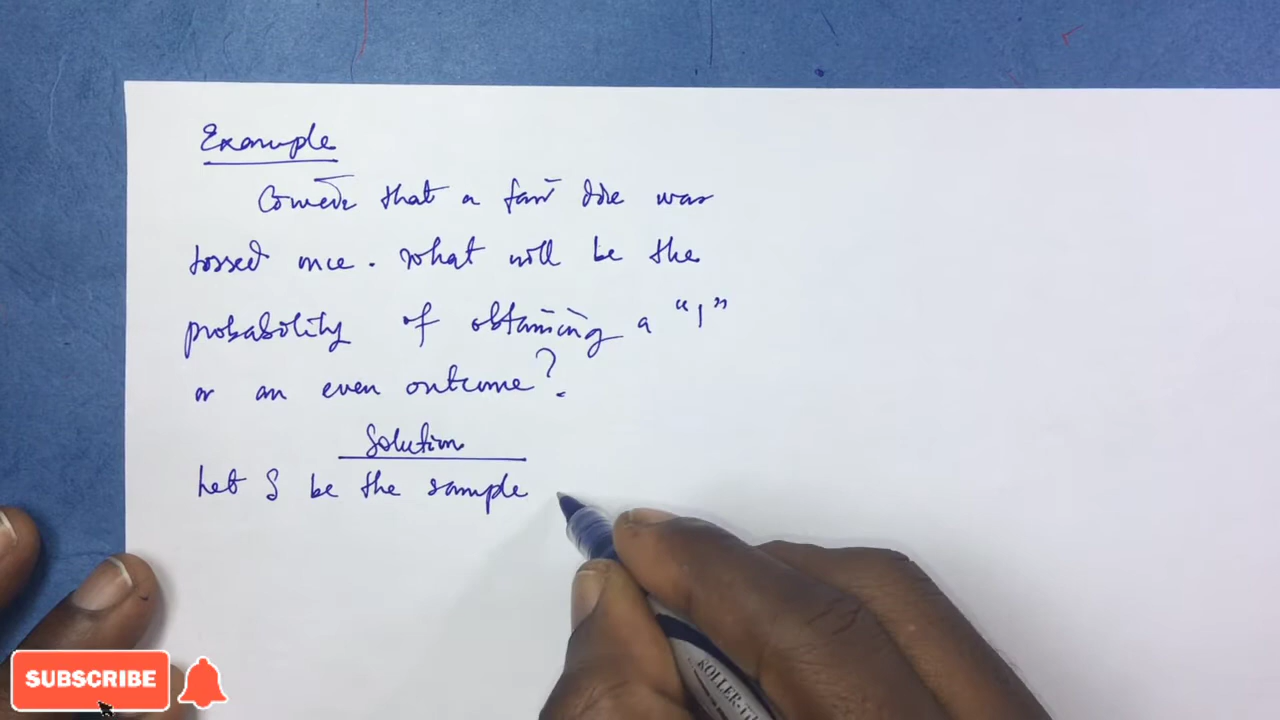 Example
Consider that a fair die was
tossed once. What will be the
probability of obtaining a "1"
or an even outcome?
Solution
Let S be the sample
KOLLER-T
SUBSCRIBE